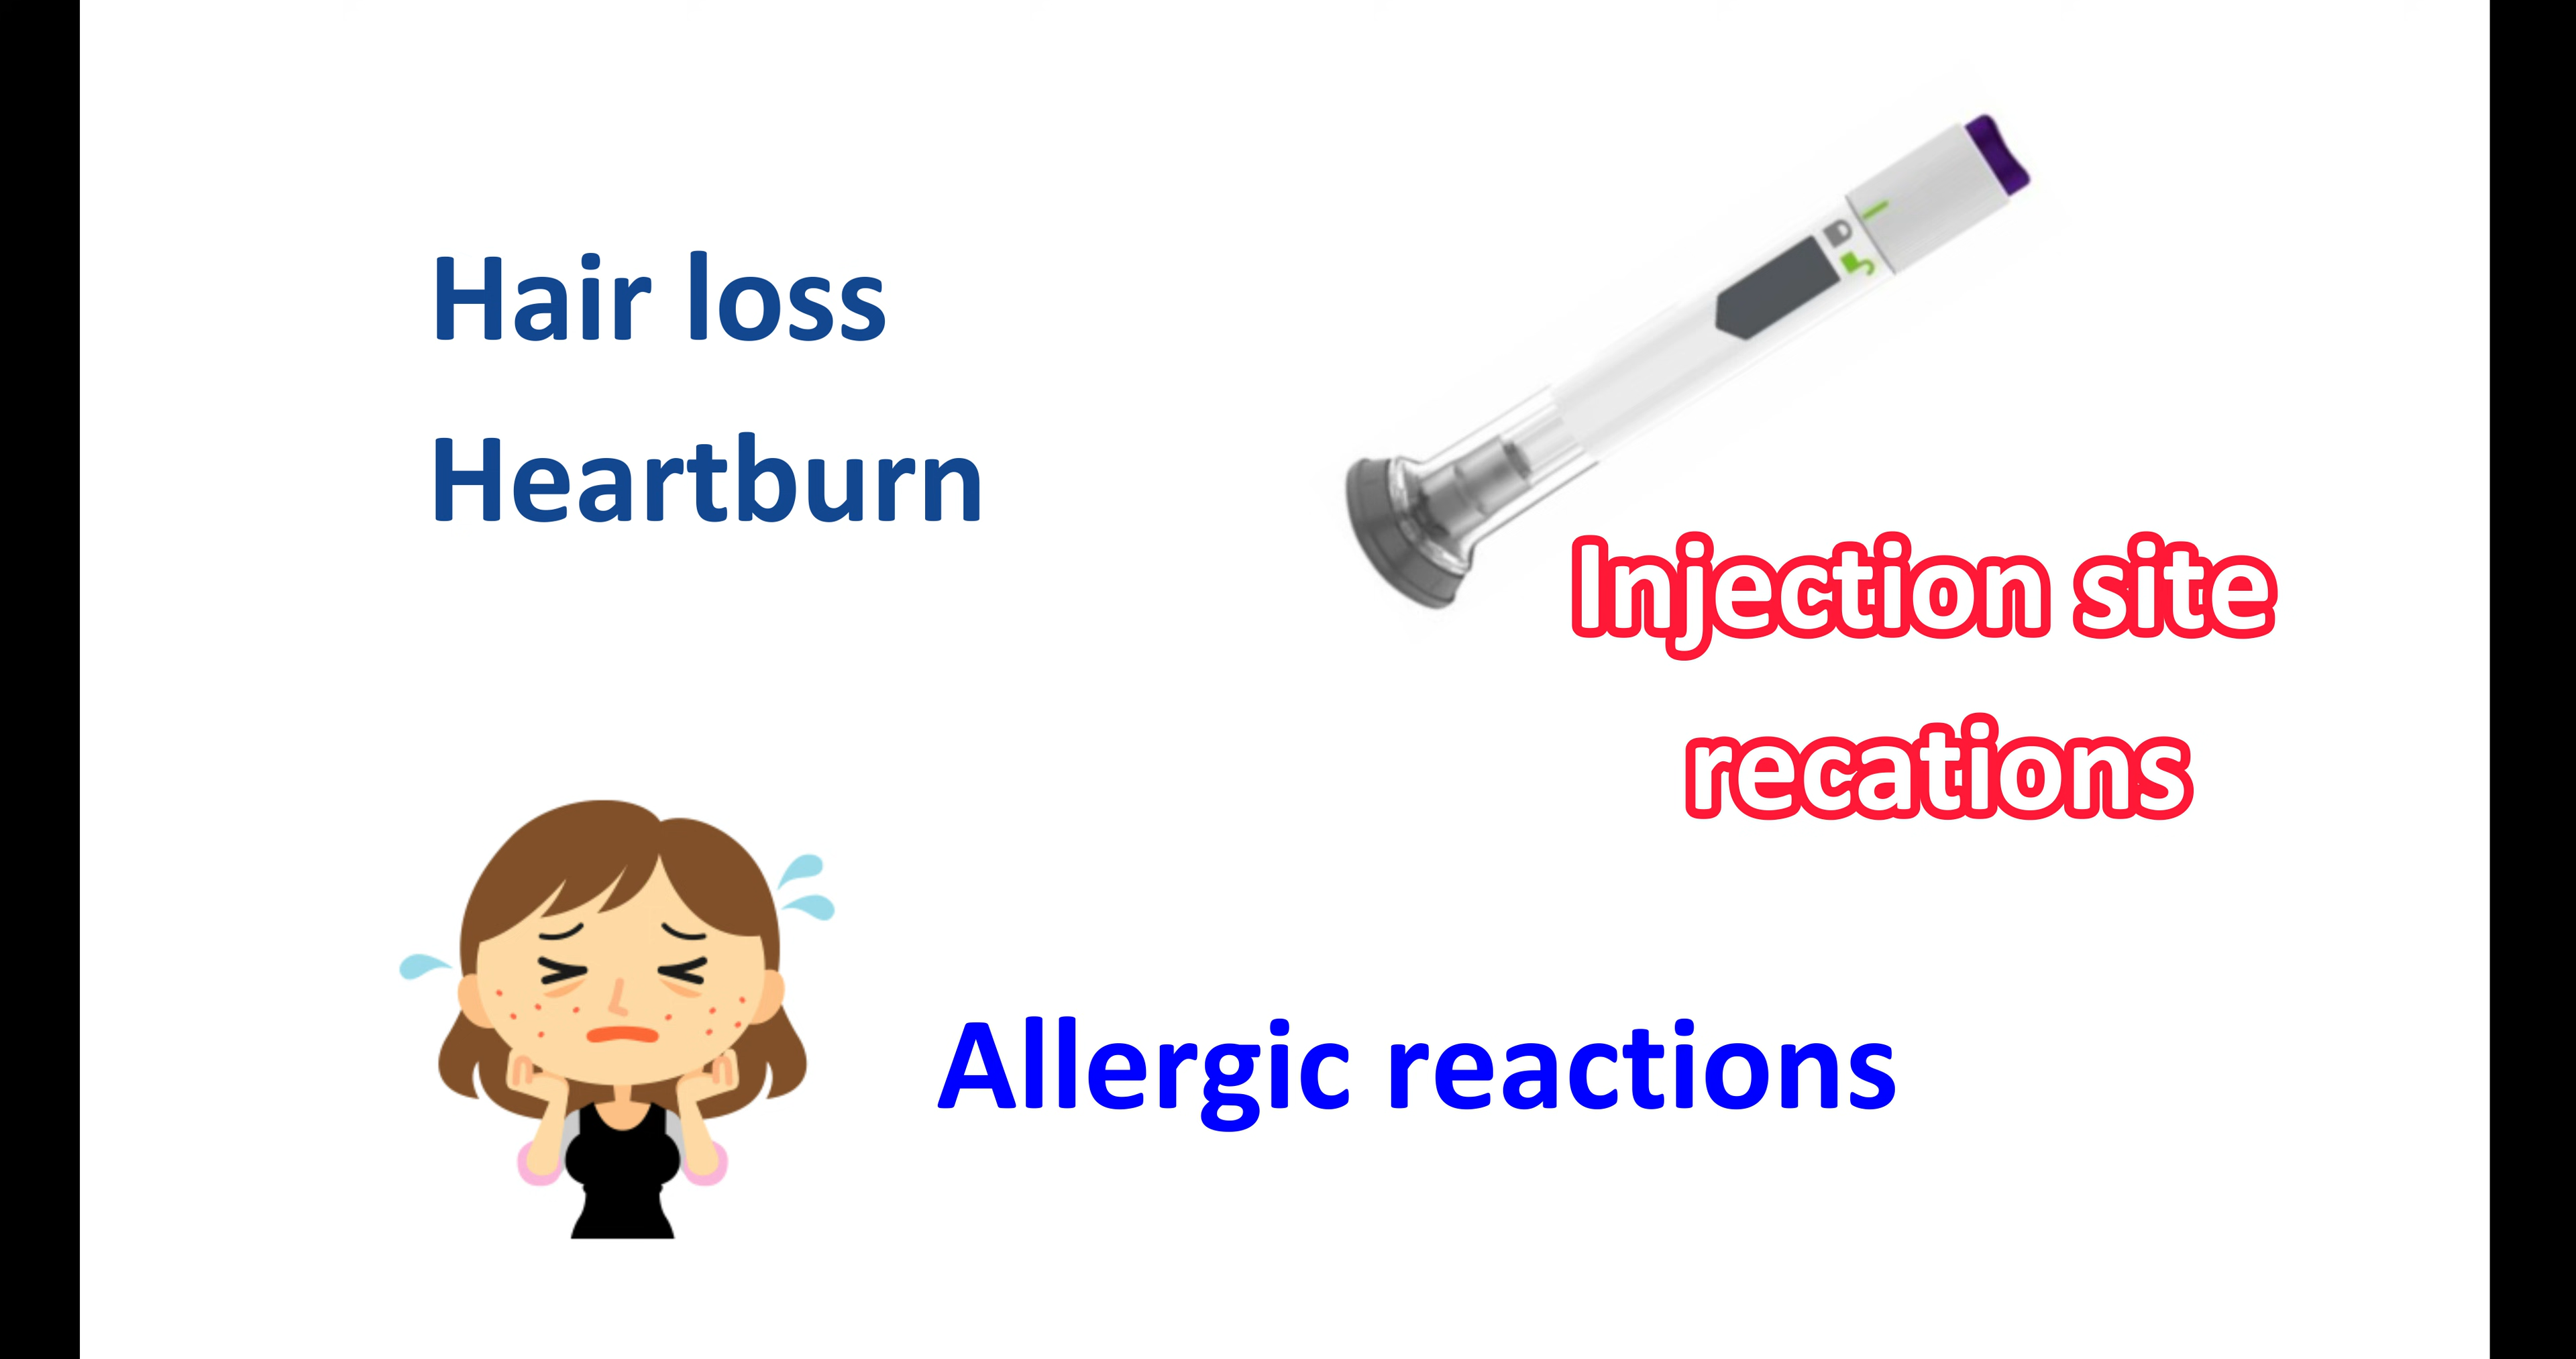 Hair loss
Heartburn
Injection site
recations
Allergic reactions